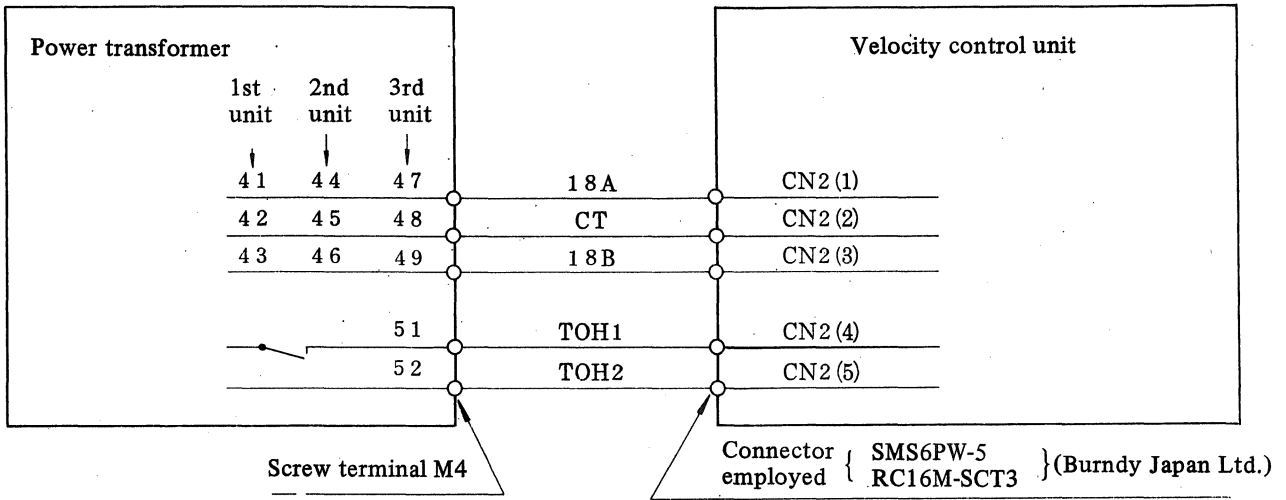 Power transformer
Velocity control unit
1st unit
2nd unit
3rd unit
41 44 47 18A CN2 (1)
42 45 48 CT CN2 (2)
43 46 49 18B CN2 (3)
51 TOH1 CN2 (4)
52 TOH2 CN2 (5)
Screw terminal M4
Connector employed { SMS6PW-5 RC16M-SCT3 } (Burndy Japan Ltd.)